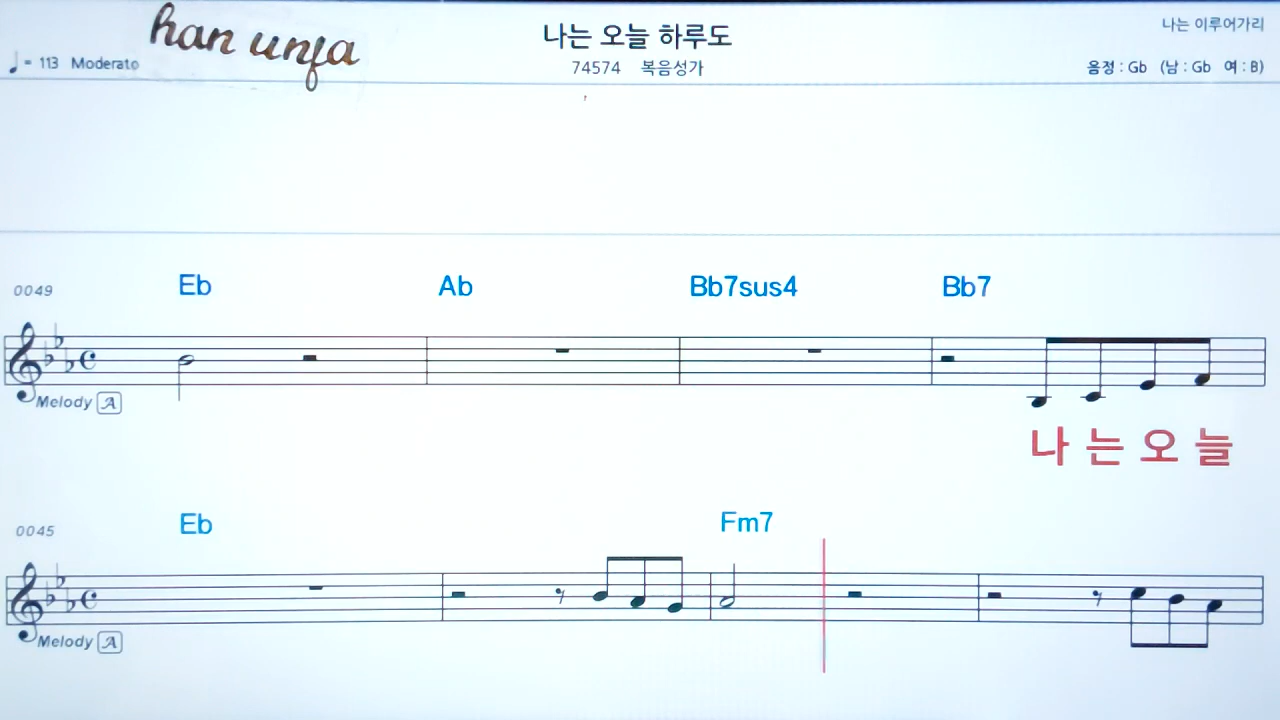 han unfa
나는 오늘 하루도
나는 이루어가리
♩= 113 Moderato
74574 복음성가
음정 : Gb (남 : Gb 여 : B)
0049 Eb Ab Bb7sus4 Bb7
Melody A
나 는 오 늘
0045 Eb Fm7
Melody A